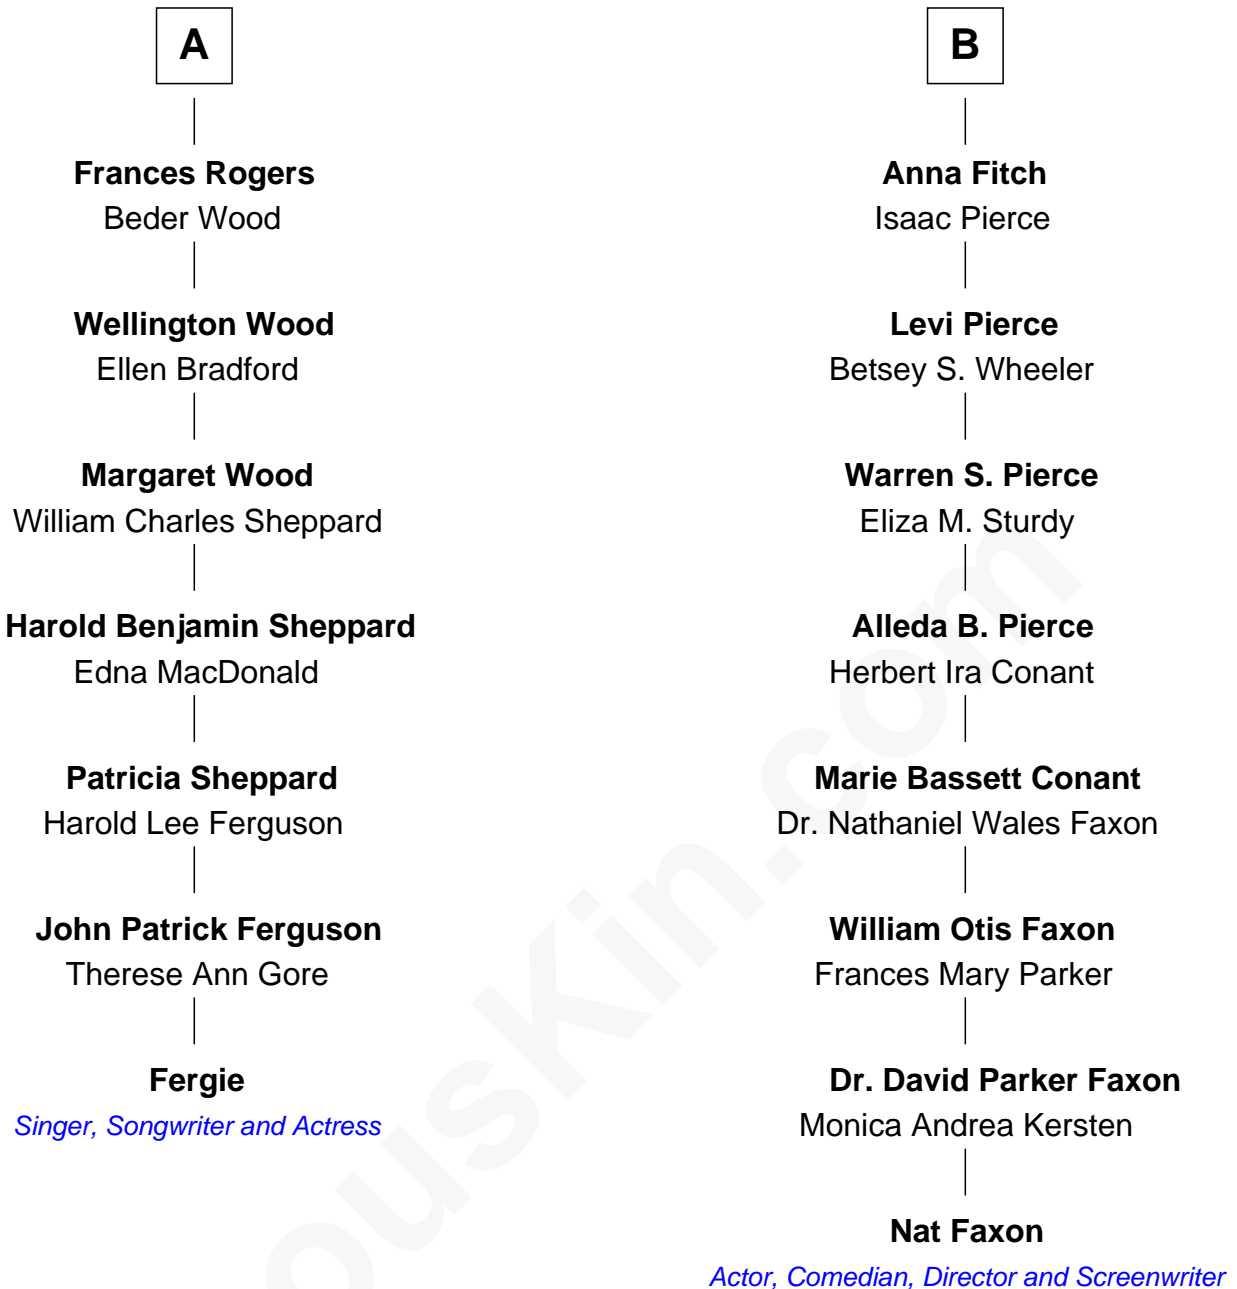 A
Frances Rogers
Beder Wood
Wellington Wood
Ellen Bradford
Margaret Wood
William Charles Sheppard
Harold Benjamin Sheppard
Edna MacDonald
Patricia Sheppard
Harold Lee Ferguson
John Patrick Ferguson
Therese Ann Gore
Fergie
Singer, Songwriter and Actress
B
Anna Fitch
Isaac Pierce
Levi Pierce
Betsey S. Wheeler
Warren S. Pierce
Eliza M. Sturdy
Alleda B. Pierce
Herbert Ira Conant
Marie Bassett Conant
Dr. Nathaniel Wales Faxon
William Otis Faxon
Frances Mary Parker
Dr. David Parker Faxon
Monica Andrea Kersten
Nat Faxon
Actor, Comedian, Director and Screenwriter
ousKin.com